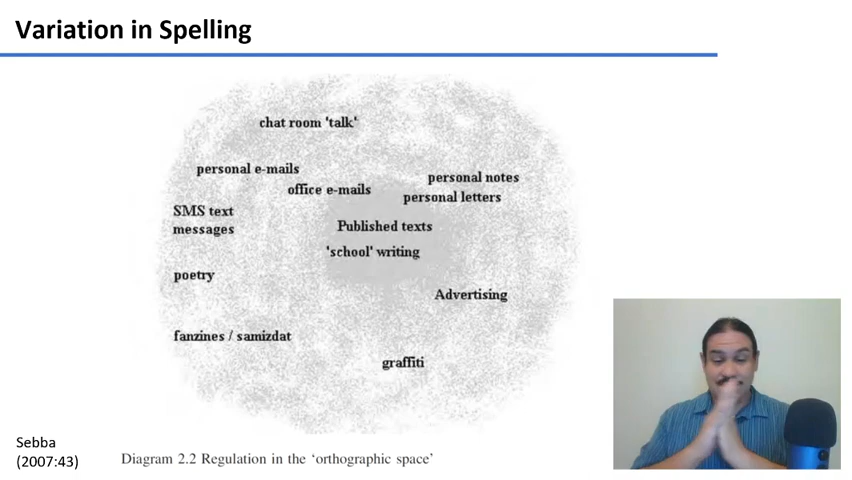 Variation in Spelling
chat room 'talk'
personal e-mails
personal notes
office e-mails
personal letters
SMS text
messages
Published texts
'school' writing
poetry
Advertising
fanzines / samizdat
graffiti
Sebba
(2007:43)
Diagram 2.2 Regulation in the ‘orthographic space’